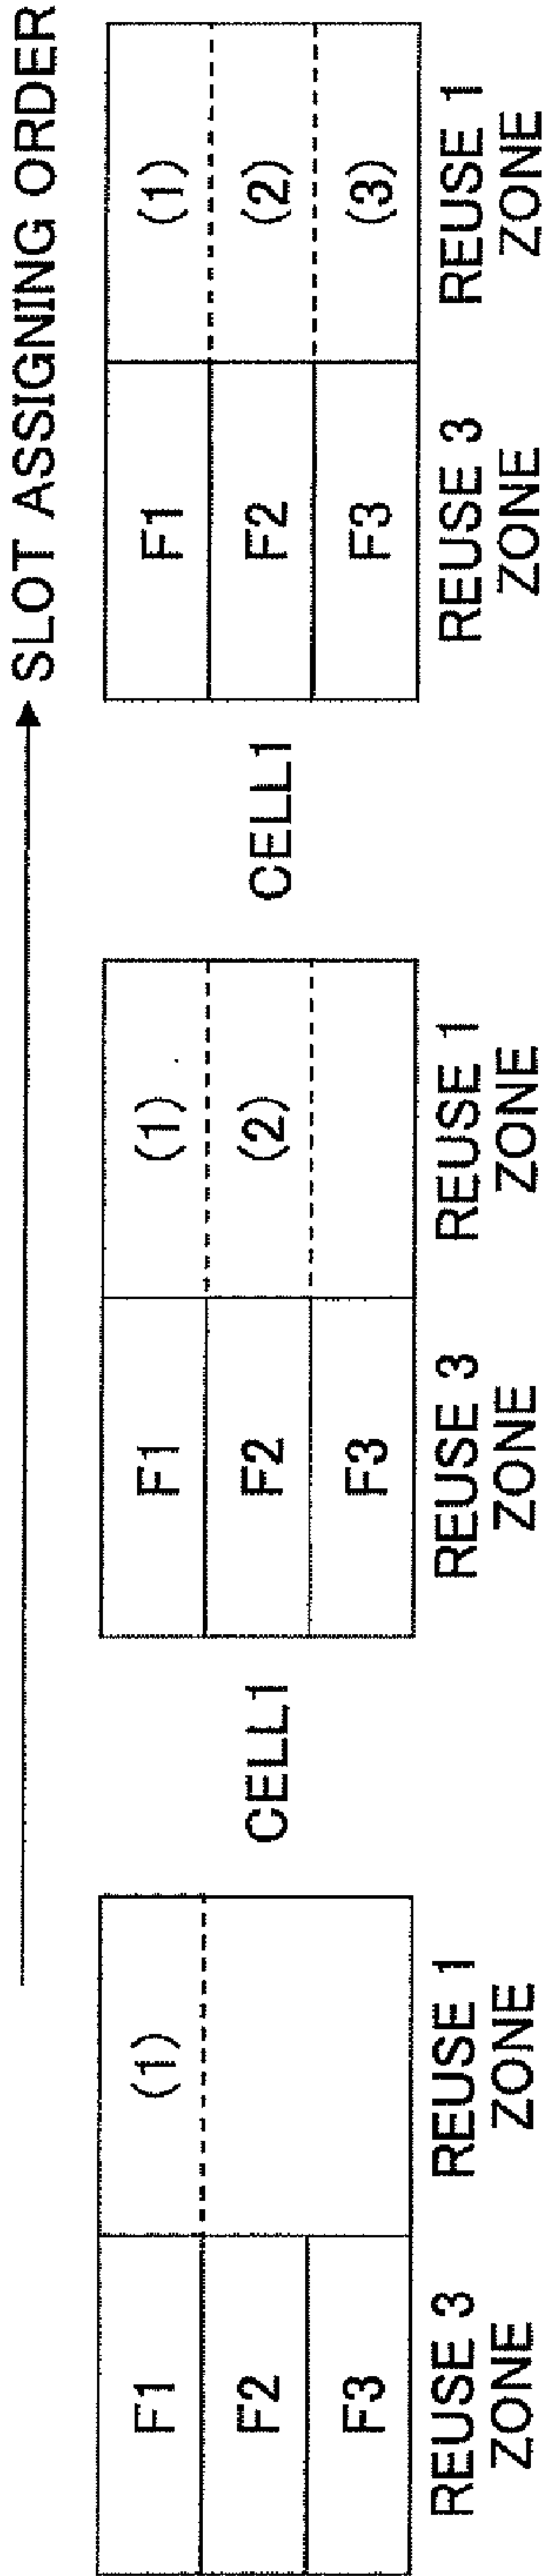 SLOT ASSIGNING ORDER
F1
(1)
F2
F3
REUSE 3
ZONE
REUSE 1
ZONE
CELL1
F1
(1)
F2
(2)
F3
REUSE 3
ZONE
REUSE 1
ZONE
CELL1
F1
(1)
F2
(2)
F3
(3)
REUSE 3
ZONE
REUSE 1
ZONE